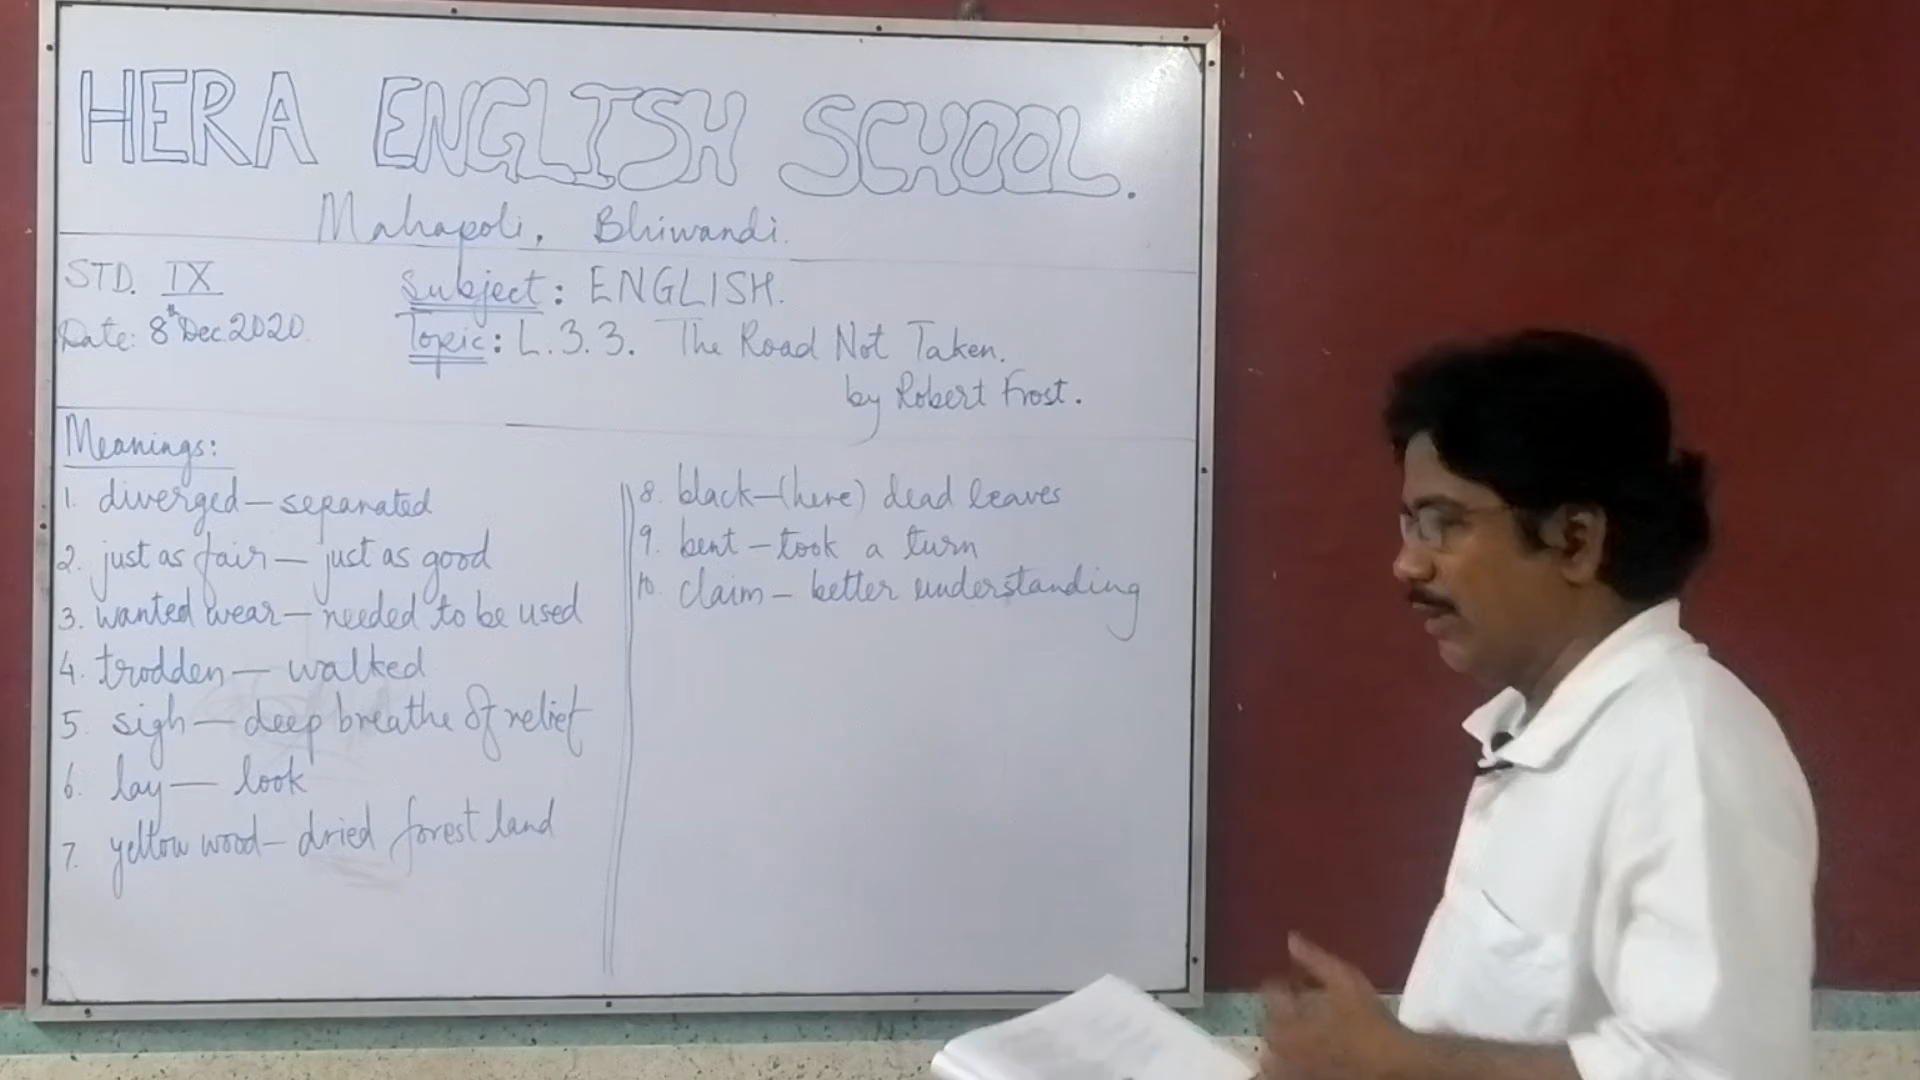 HERA ENGLISH SCHOOL.
Mahapoli, Bhiwandi.
STD. IX
Date: 8th Dec 2020.
Subject: ENGLISH.
Topic: L.3.3. The Road Not Taken.
by Robert Frost.
Meanings:
1. diverged — separated
2. just as fair — just as good
3. wanted wear — needed to be used
4. trodden — walked
5. sigh — deep breathe of relief
6. lay — look
7. yellow wood — dried forest land
8. black — (here) dead leaves
9. bent — took a turn
10. claim — better understanding